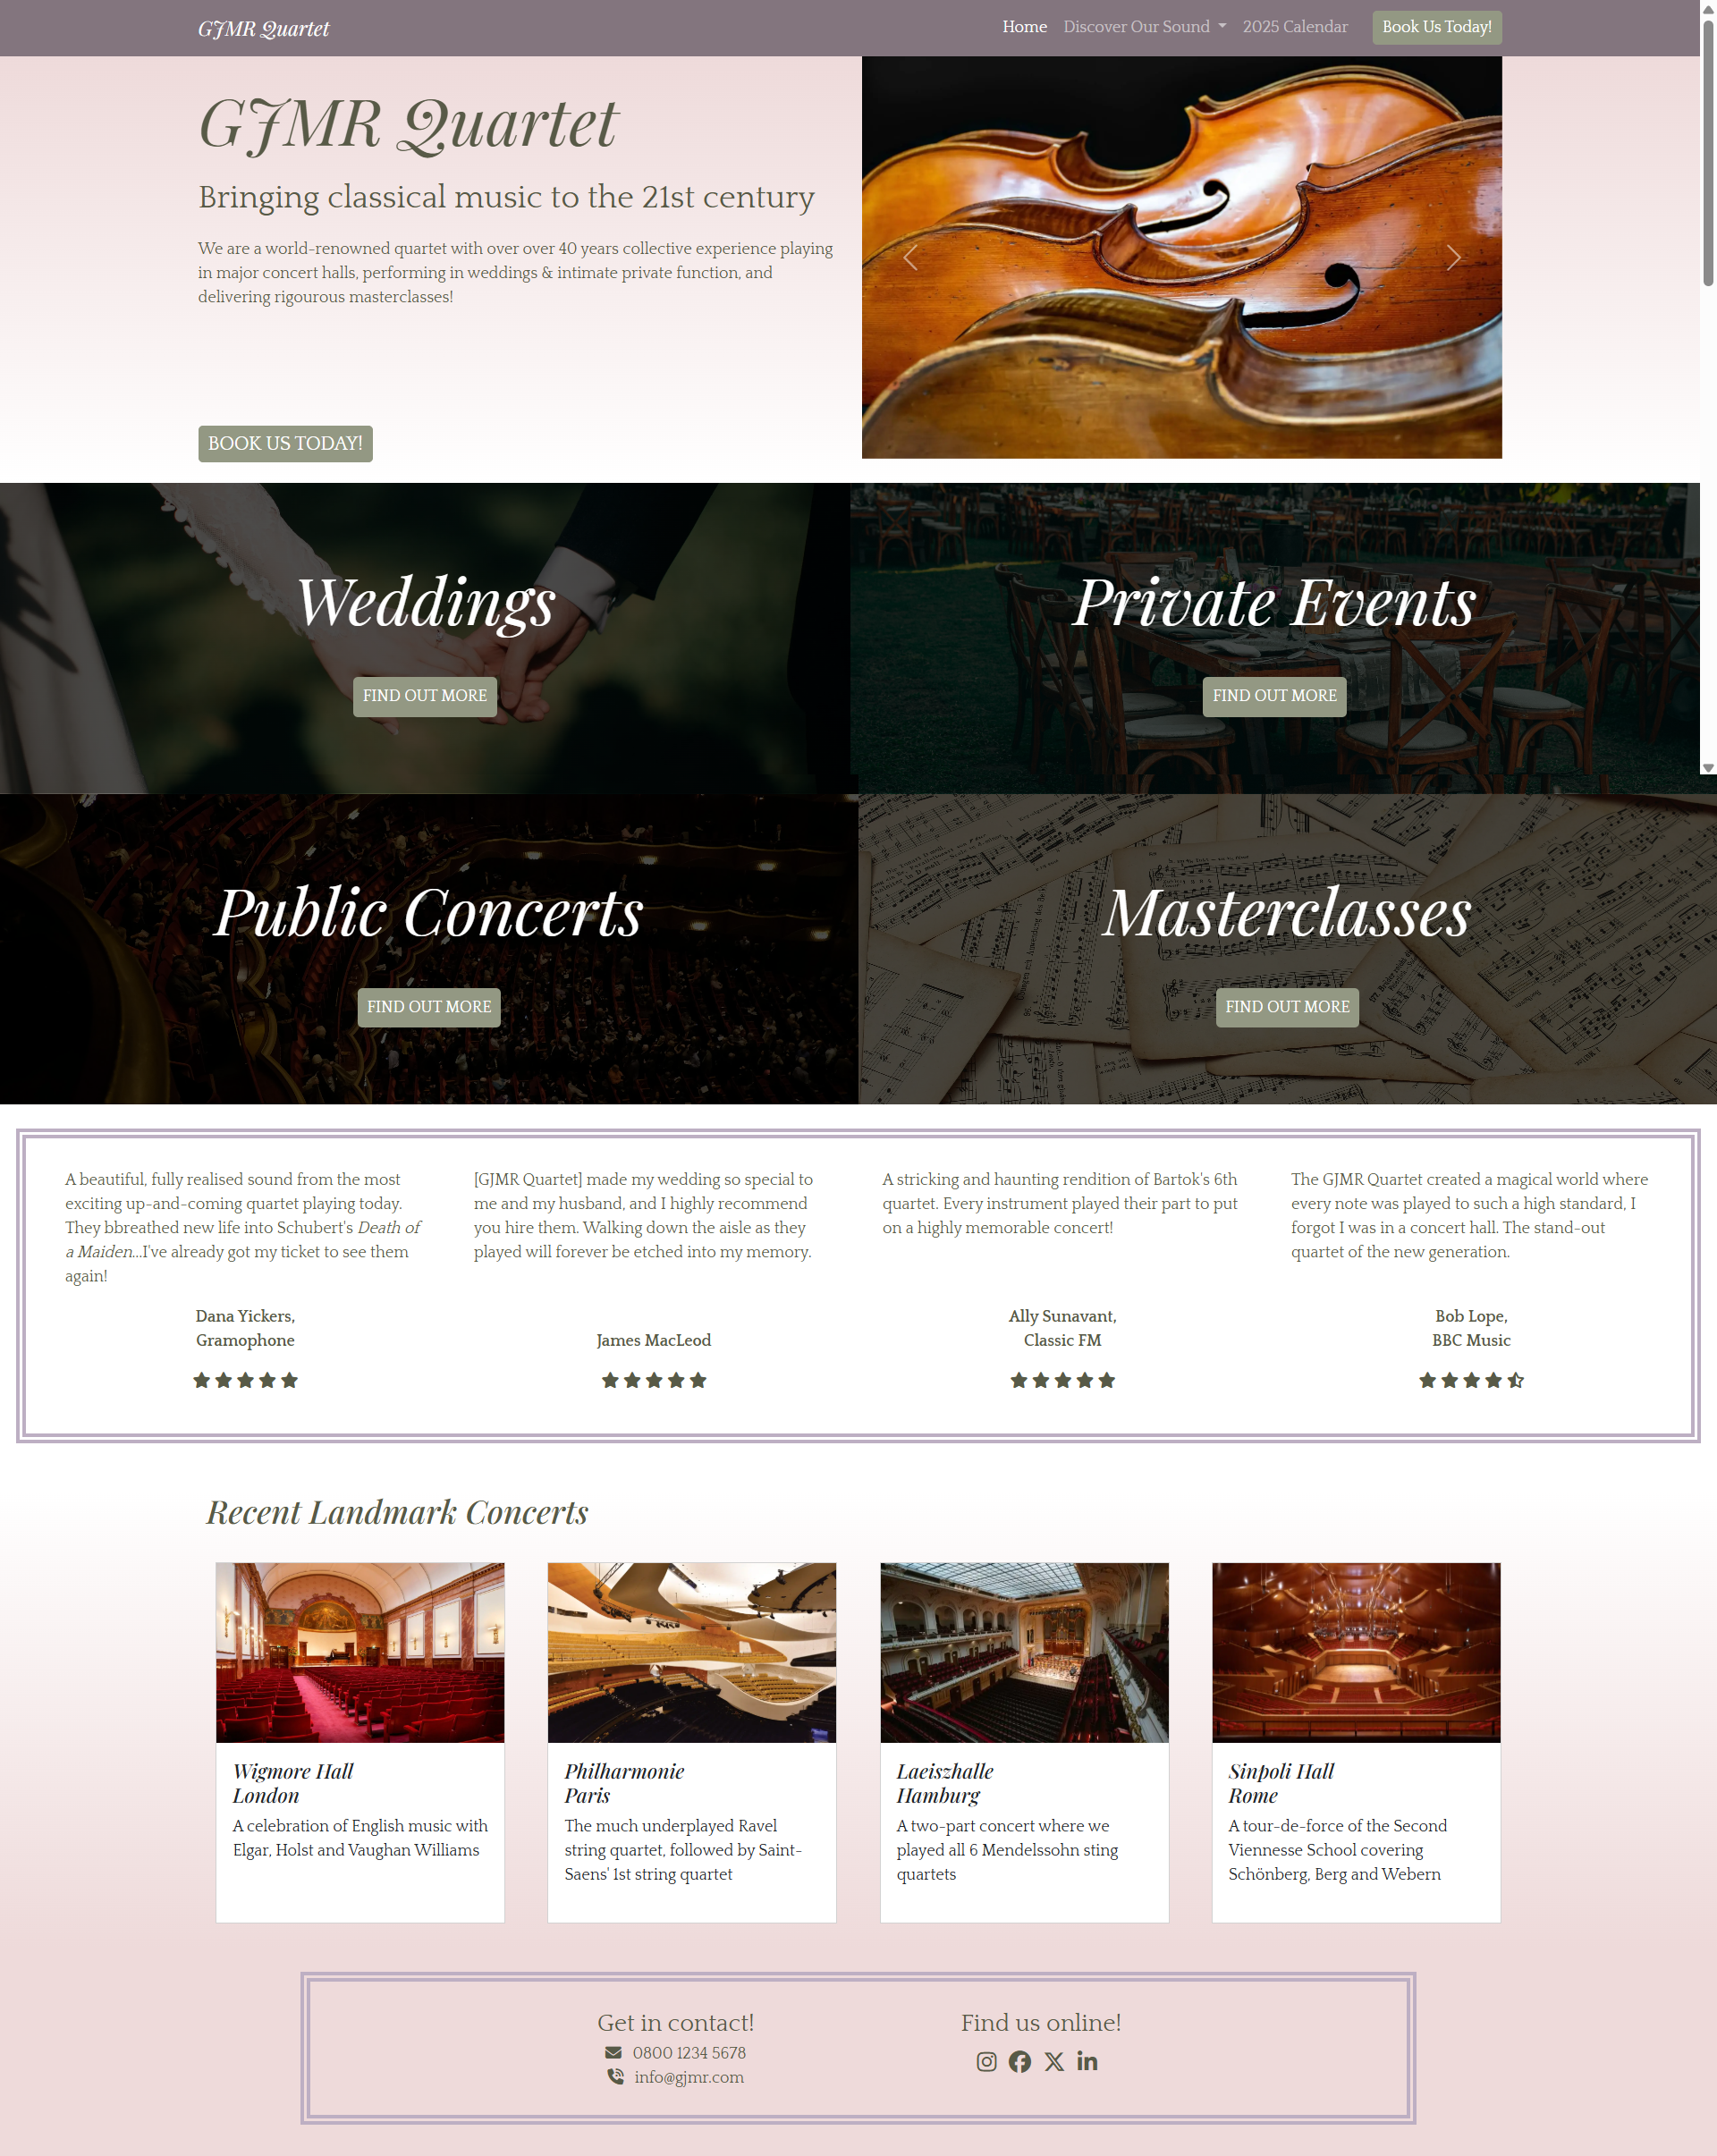 GJMR Quartet
Home Discover Our Sound 2025 Calendar Book Us Today!
GJMR Quartet
Bringing classical music to the 21st century
We are a world-renowned quartet with over over 40 years collective experience playing
in major concert halls, performing in weddings & intimate private function, and
delivering rigourous masterclasses!
BOOK US TODAY!
Weddings
FIND OUT MORE
Private Events
FIND OUT MORE
Public Concerts
FIND OUT MORE
Masterclasses
FIND OUT MORE
A beautiful, fully realised sound from the most
exciting up-and-coming quartet playing today.
They bbreathed new life into Schubert's Death of
a Maiden...I've already got my ticket to see them
again!
Dana Yickers,
Gramophone
[GJMR Quartet] made my wedding so special to
me and my husband, and I highly recommend
you hire them. Walking down the aisle as they
played will forever be etched into my memory.
James MacLeod
A stricking and haunting rendition of Bartok's 6th
quartet. Every instrument played their part to put
on a highly memorable concert!
Ally Sunavant,
Classic FM
The GJMR Quartet created a magical world where
every note was played to such a high standard, I
forgot I was in a concert hall. The stand-out
quartet of the new generation.
Bob Lope,
BBC Music
Recent Landmark Concerts
Wigmore Hall
London
A celebration of English music with
Elgar, Holst and Vaughan Williams
Philharmonie
Paris
The much underplayed Ravel
string quartet, followed by Saint-
Saens' 1st string quartet
Laeiszhalle
Hamburg
A two-part concert where we
played all 6 Mendelssohn sting
quartets
Sinpoli Hall
Rome
A tour-de-force of the Second
Viennesse School covering
Schönberg, Berg and Webern
Get in contact!
0800 1234 5678
info@gjmr.com
Find us online!